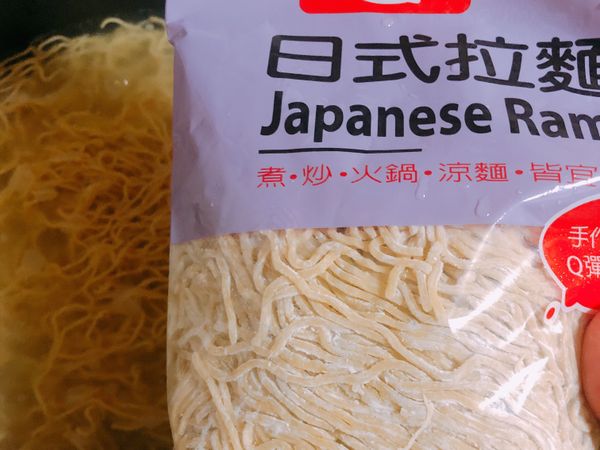 日式拉麵
Japanese Ram
煮·炒·火鍋·涼麵·皆宜
手作
Q彈